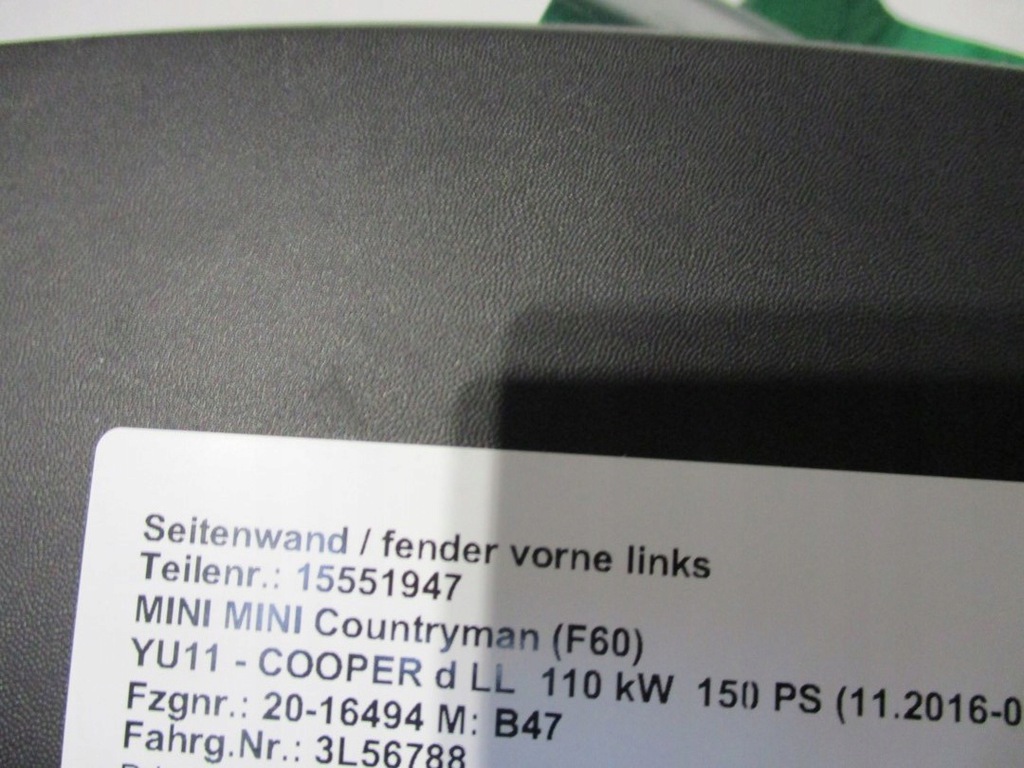 Seitenwand / fender vorne links
Teilenr.: 15551947
MINI MINI Countryman (F60)
YU11 - COOPER d LL 110 kW 150 PS (11.2016-0
Fzgnr.: 20-16494 M: B47
Fahrg.Nr.: 3L56788